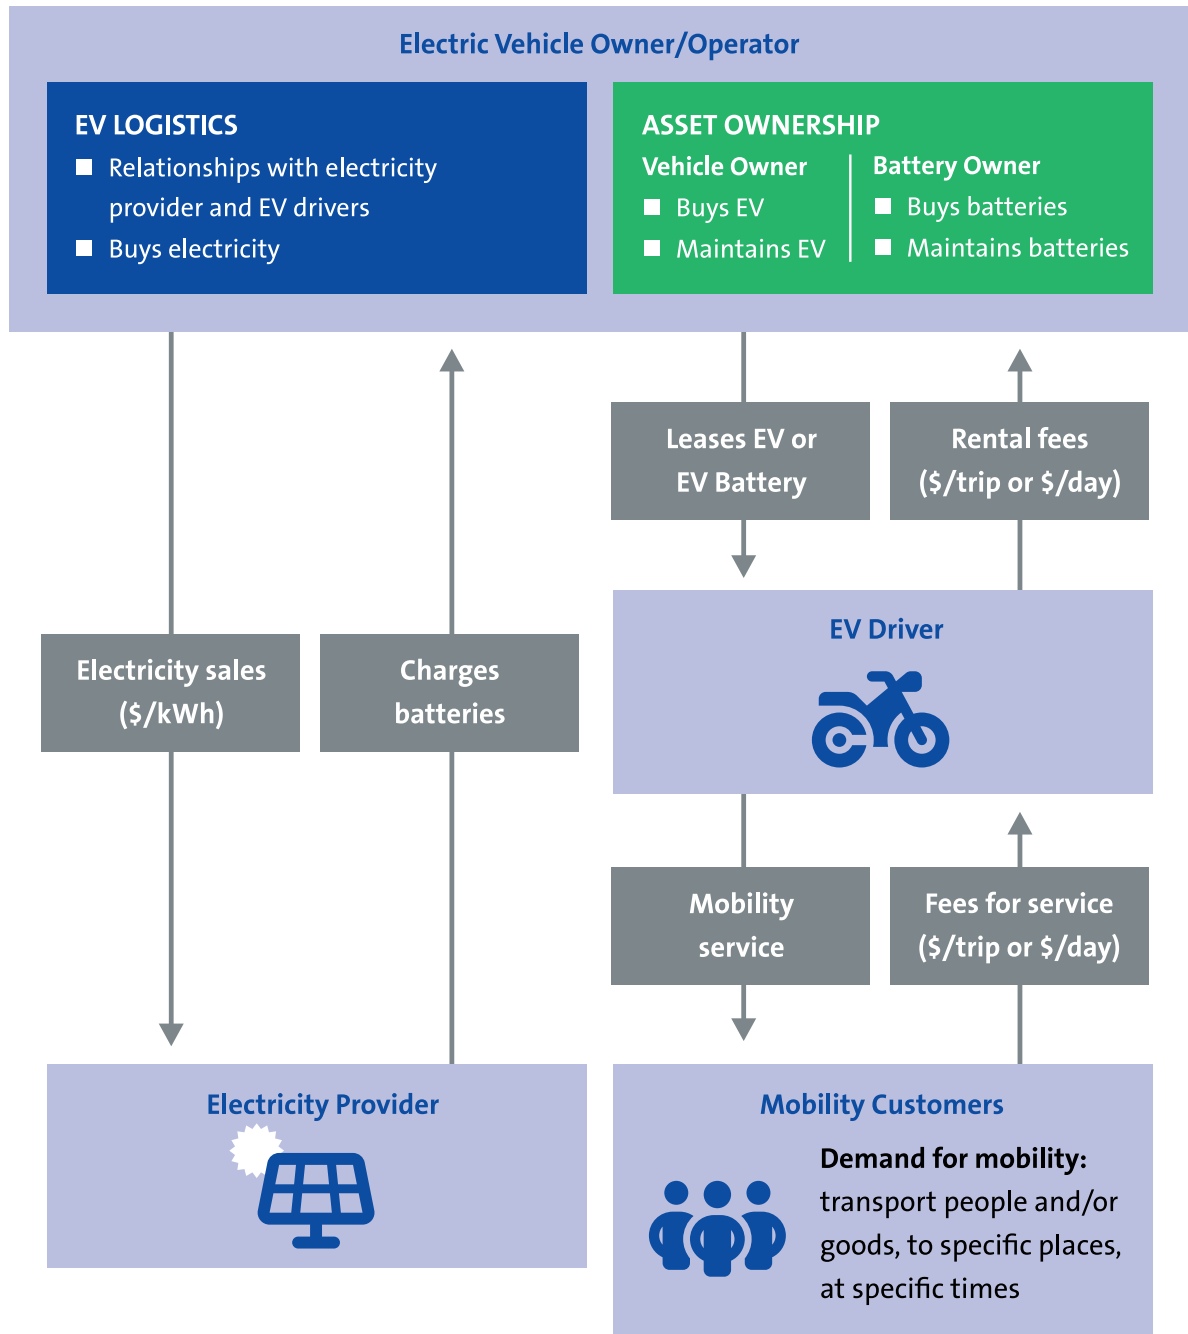 Electric Vehicle Owner/Operator
EV LOGISTICS
Relationships with electricity
provider and EV drivers
Buys electricity
ASSET OWNERSHIP
Vehicle Owner
Buys EV
Maintains EV
Battery Owner
Buys batteries
Maintains batteries
Leases EV or
EV Battery
Rental fees
($/trip or $/day)
EV Driver
Electricity sales
($/kWh)
Charges
batteries
Mobility
service
Fees for service
($/trip or $/day)
Electricity Provider
Mobility Customers
Demand for mobility:
transport people and/or
goods, to specific places,
at specific times